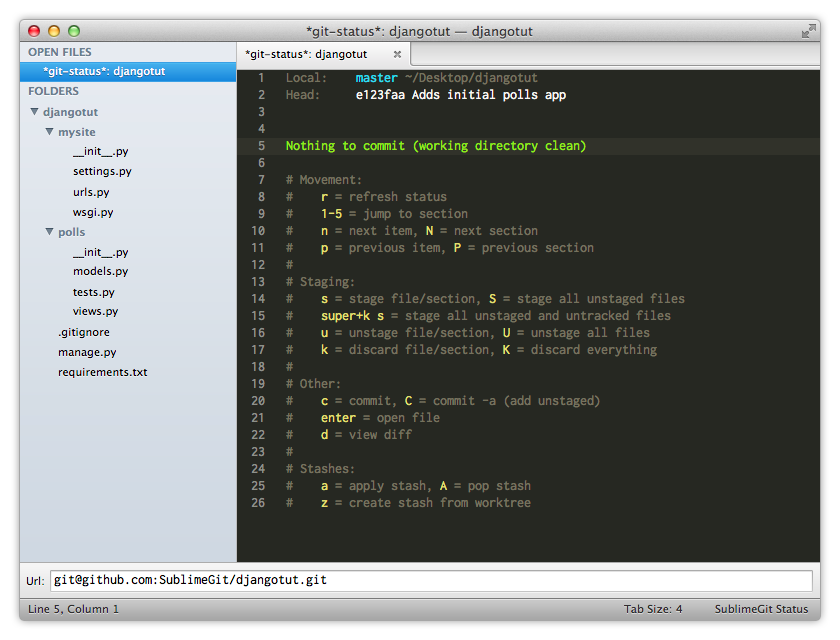 *git-status*: djangotut — djangotut
OPEN FILES
*git-status*: djangotut
FOLDERS
djangotut
mysite
__init__.py
settings.py
urls.py
wsgi.py
polls
__init__.py
models.py
tests.py
views.py
.gitignore
manage.py
requirements.txt
*git-status*: djangotut ×
1 Local: master ~/Desktop/djangotut
2 Head: e123faa Adds initial polls app
3
4
5 Nothing to commit (working directory clean)
6
7 # Movement:
8 # r = refresh status
9 # 1-5 = jump to section
10 # n = next item, N = next section
11 # p = previous item, P = previous section
12 #
13 # Staging:
14 # s = stage file/section, S = stage all unstaged files
15 # super+k s = stage all unstaged and untracked files
16 # u = unstage file/section, U = unstage all files
17 # k = discard file/section, K = discard everything
18 #
19 # Other:
20 # c = commit, C = commit -a (add unstaged)
21 # enter = open file
22 # d = view diff
23 #
24 # Stashes:
25 # a = apply stash, A = pop stash
26 # z = create stash from worktree
Url: git@github.com:SublimeGit/djangotut.git
Line 5, Column 1 Tab Size: 4 SublimeGit Status